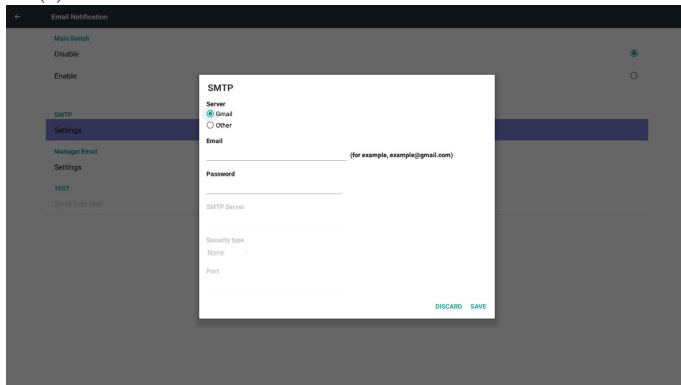 Email Notification
Main Switch
Disable
Enable
SMTP
Settings
Manager Email
Settings
TEST
Send Test Mail
SMTP
Server
Gmail
Other
Email
(for example, example@gmail.com)
Password
SMTP Server
Security type
None
Port
DISCARD SAVE